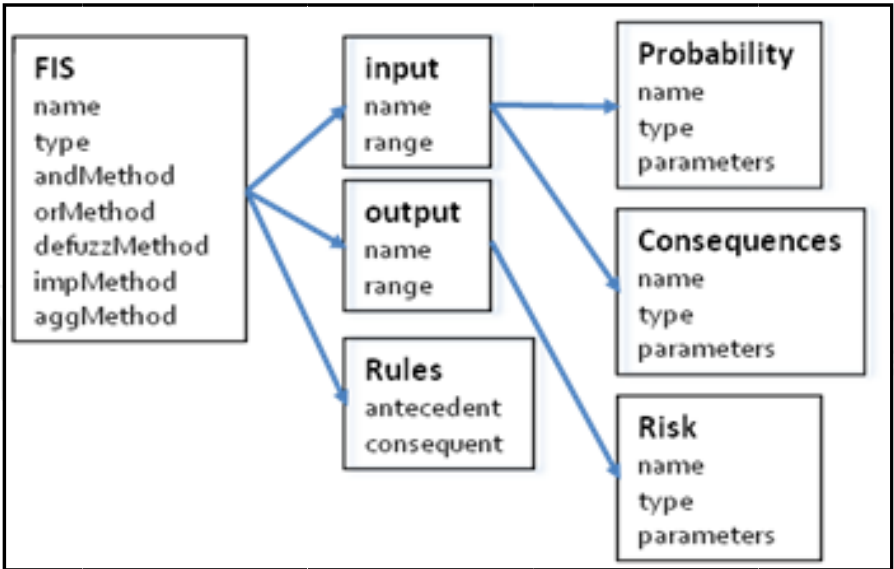 FIS
name
type
andMethod
orMethod
defuzzMethod
impMethod
aggMethod
input
name
range
output
name
range
Rules
antecedent
consequent
Probability
name
type
parameters
Consequences
name
type
parameters
Risk
name
type
parameters